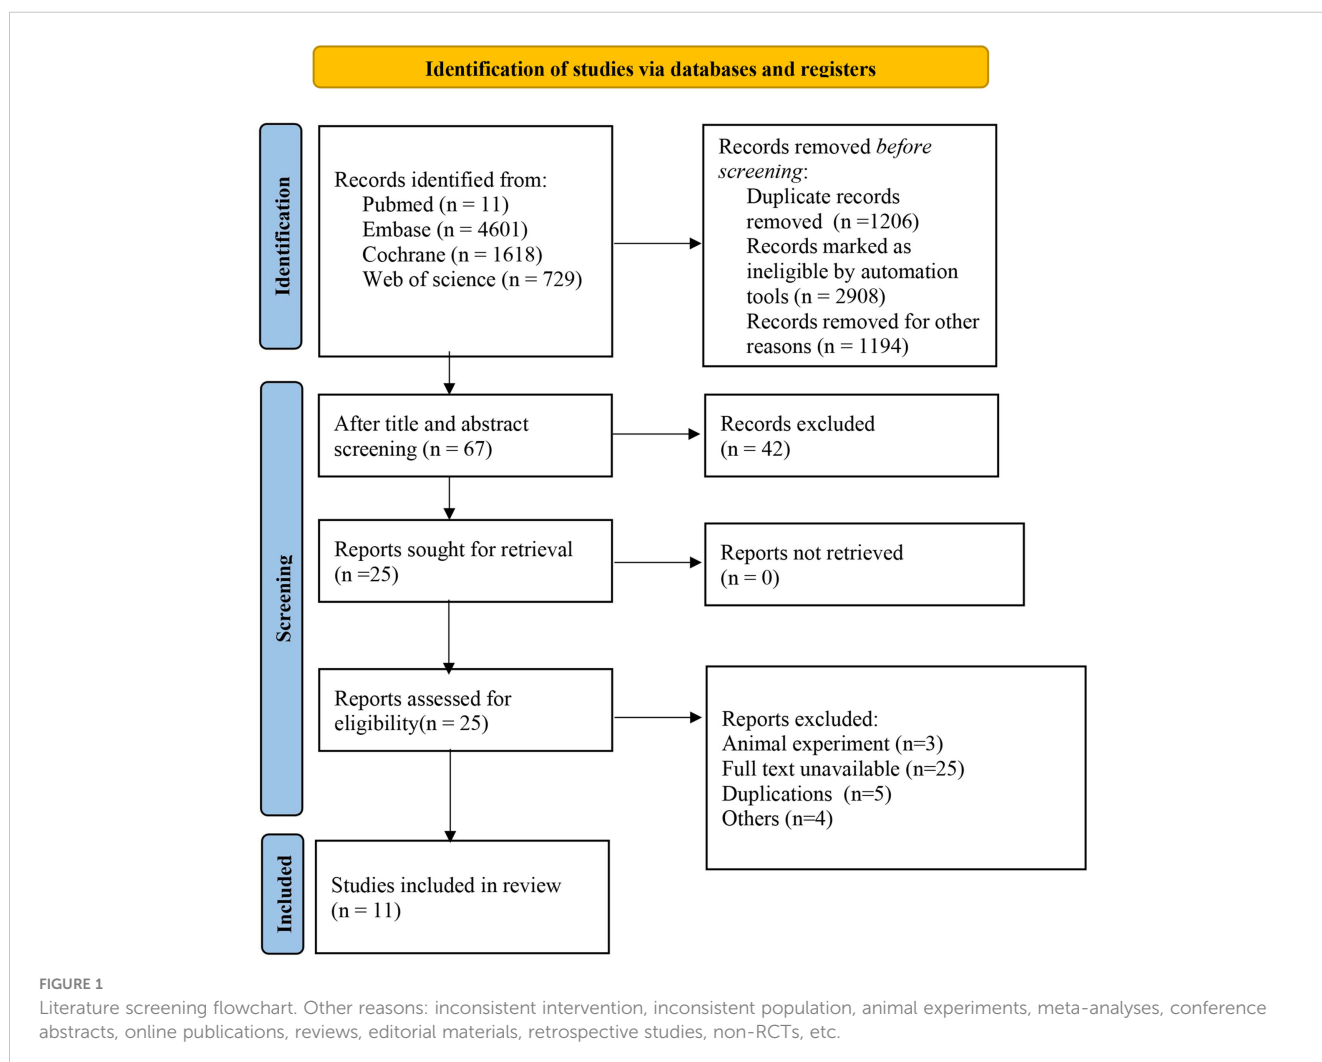 Identification of studies via databases and registers
Identification
Records identified from:
Pubmed (n = 11)
Embase (n = 4601)
Cochrane (n = 1618)
Web of science (n = 729)
Records removed before
screening:
Duplicate records
removed (n =1206)
Records marked as
ineligible by automation
tools (n = 2908)
Records removed for other
reasons (n = 1194)
Screening
After title and abstract
screening (n = 67)
Records excluded
(n = 42)
Reports sought for retrieval
(n =25)
Reports not retrieved
(n = 0)
Reports assessed for
eligibility(n = 25)
Reports excluded:
Animal experiment (n=3)
Full text unavailable (n=25)
Duplications (n=5)
Others (n=4)
Included
Studies included in review
(n = 11)
FIGURE 1
Literature screening flowchart. Other reasons: inconsistent intervention, inconsistent population, animal experiments, meta-analyses, conference
abstracts, online publications, reviews, editorial materials, retrospective studies, non-RCTs, etc.